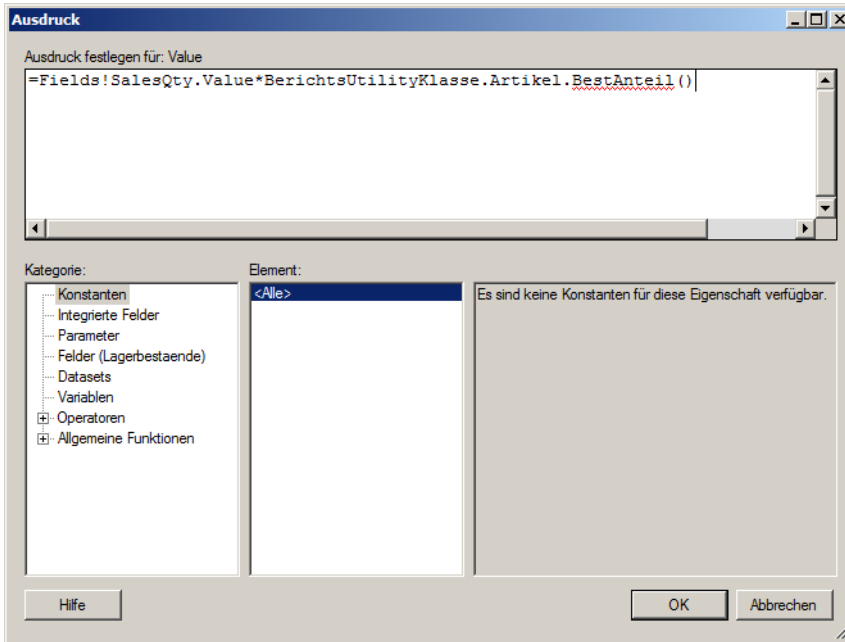 Ausdruck
Ausdruck festlegen für: Value
=Fields!SalesQty.Value*BerichtsUtilityKlasse.Artikel.BestAnteil()
Kategorie:
Element:
Konstanten
Integrierte Felder
Parameter
Felder (Lagerbestaende)
Datasets
Variablen
Operatoren
Allgemeine Funktionen
<Alle>
Es sind keine Konstanten für diese Eigenschaft verfügbar.
Hilfe
OK
Abbrechen